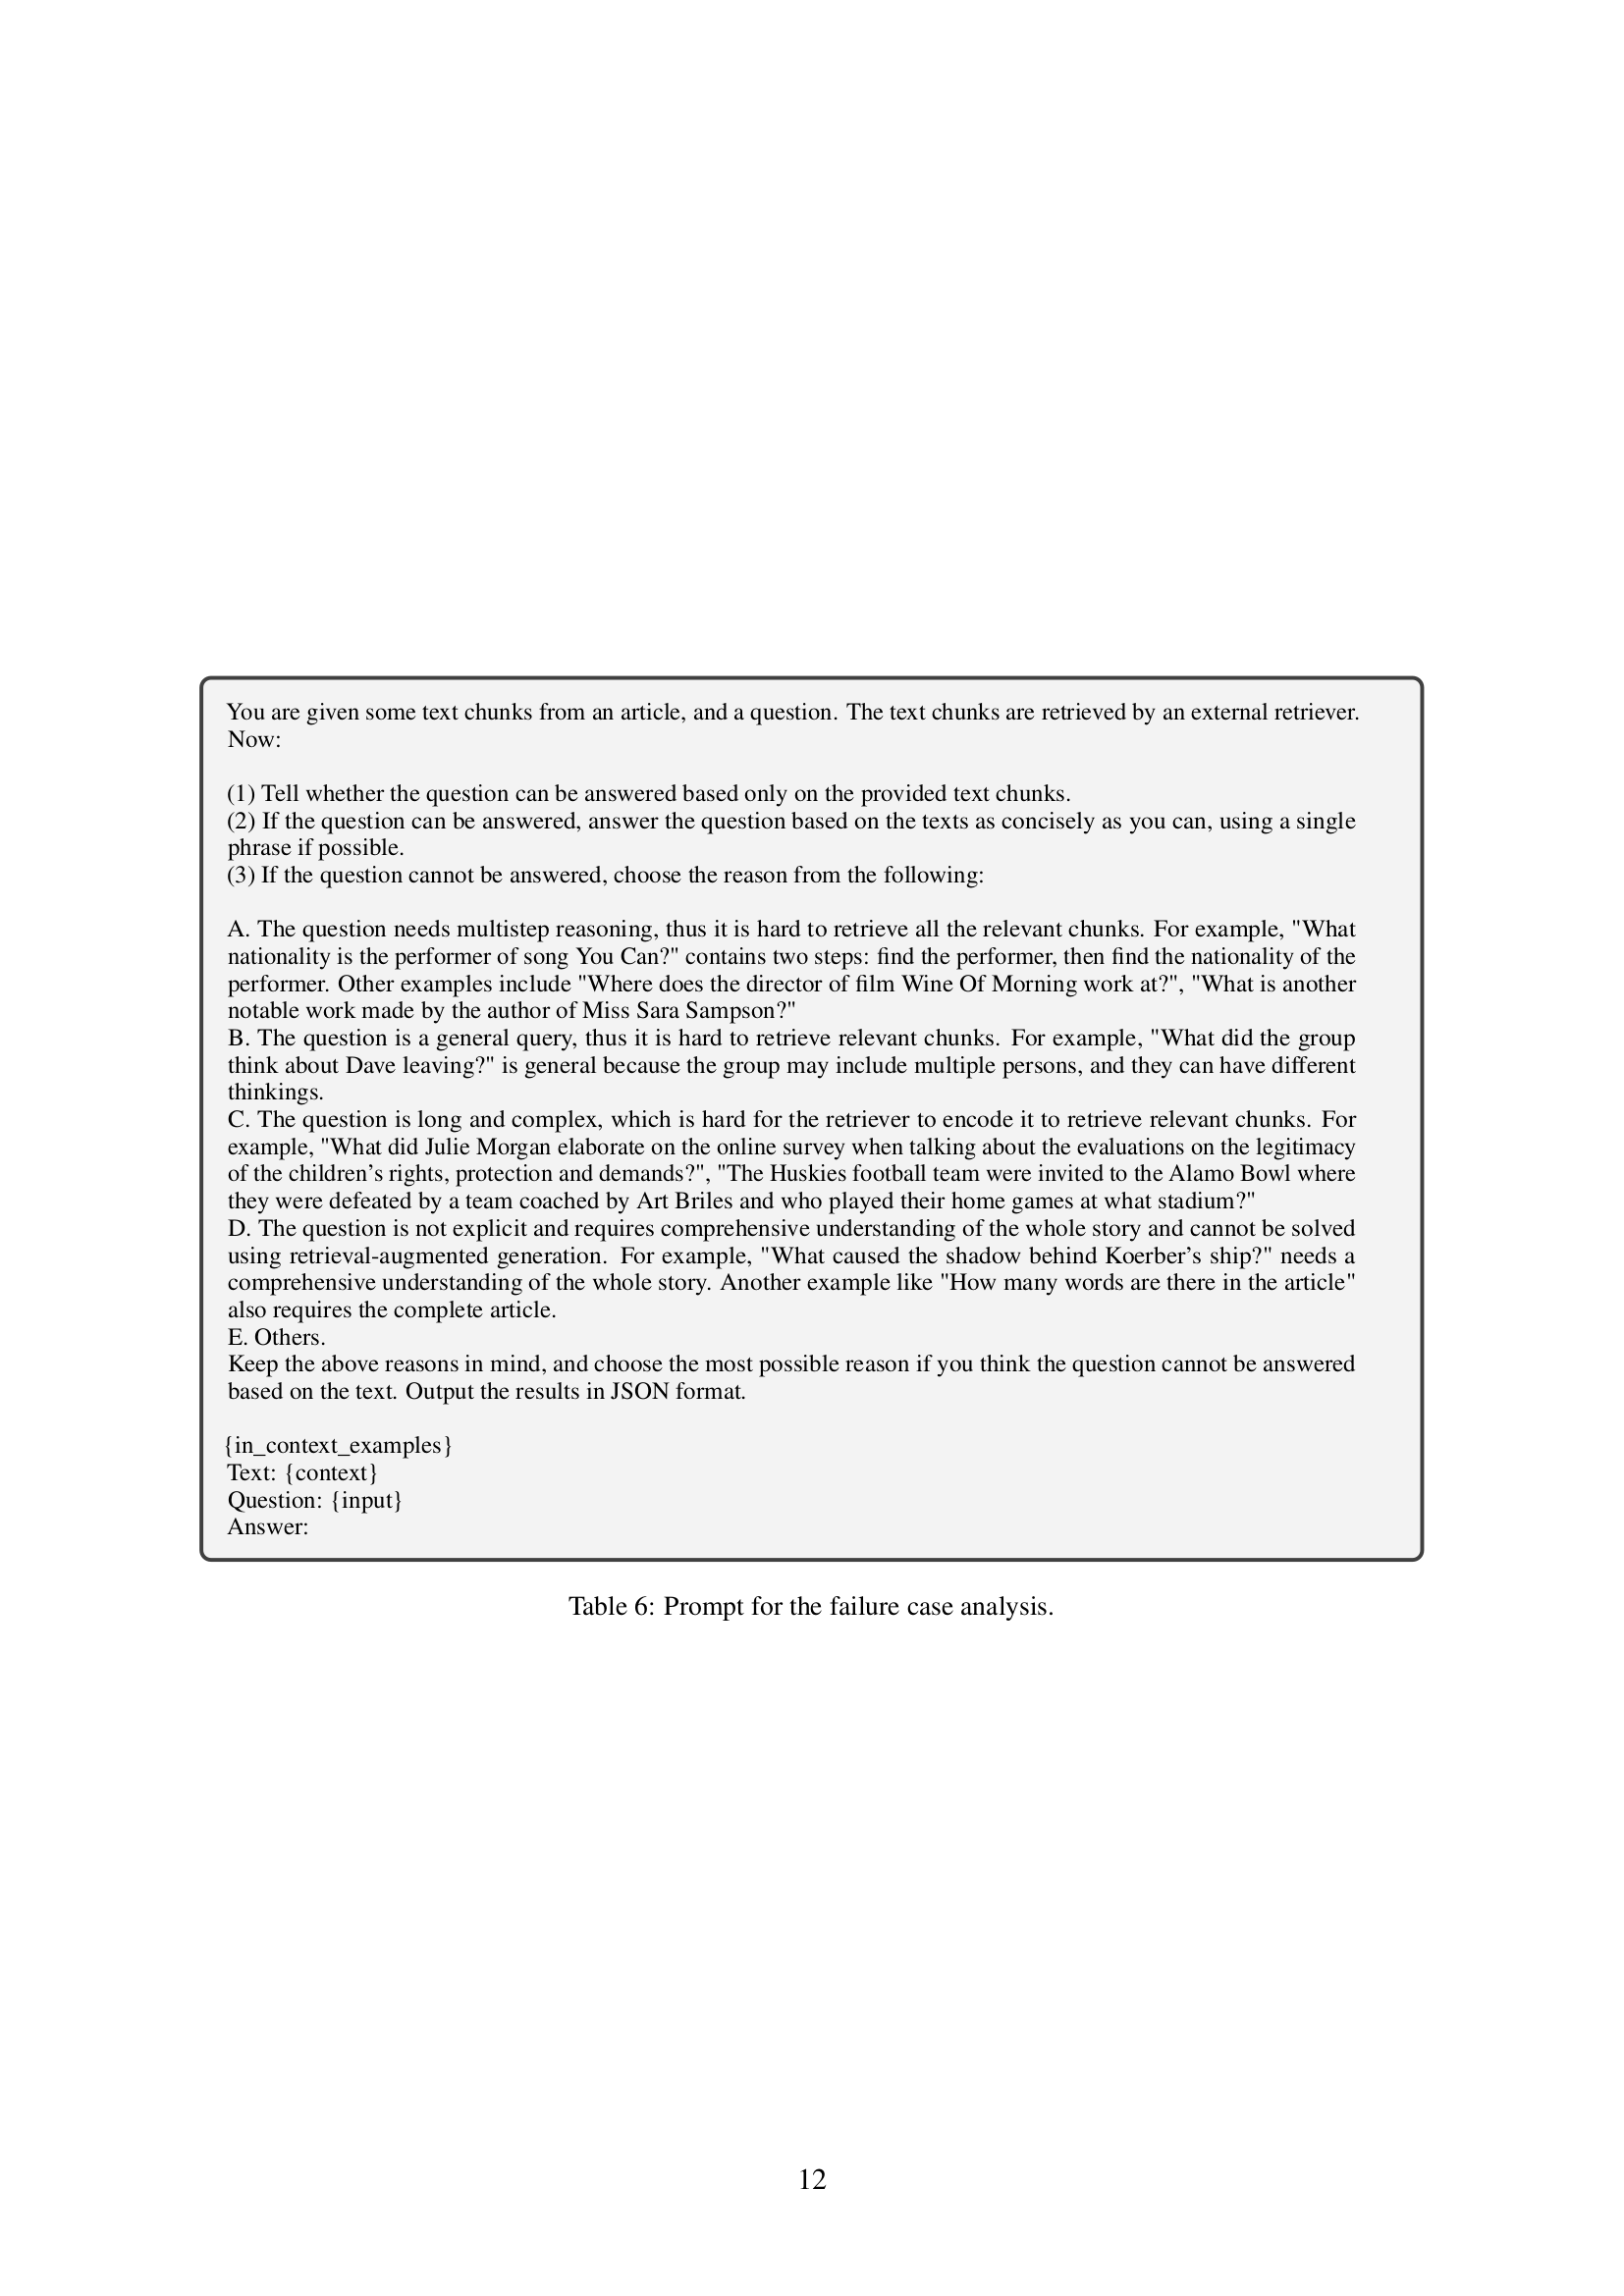 You are given some text chunks from an article, and a question. The text chunks are retrieved by an external retriever.
Now:
(1) Tell whether the question can be answered based only on the provided text chunks.
(2) If the question can be answered, answer the question based on the texts as concisely as you can, using a single
phrase if possible.
(3) If the question cannot be answered, choose the reason from the following:
A. The question needs multistep reasoning, thus it is hard to retrieve all the relevant chunks. For example, "What
nationality is the performer of song You Can?" contains two steps: find the performer, then find the nationality of the
performer. Other examples include "Where does the director of film Wine Of Morning work at?", "What is another
notable work made by the author of Miss Sara Sampson?"
B. The question is a general query, thus it is hard to retrieve relevant chunks. For example, "What did the group
think about Dave leaving?" is general because the group may include multiple persons, and they can have different
thinkings.
C. The question is long and complex, which is hard for the retriever to encode it to retrieve relevant chunks. For
example, "What did Julie Morgan elaborate on the online survey when talking about the evaluations on the legitimacy
of the children's rights, protection and demands?", "The Huskies football team were invited to the Alamo Bowl where
they were defeated by a team coached by Art Briles and who played their home games at what stadium?"
D. The question is not explicit and requires comprehensive understanding of the whole story and cannot be solved
using retrieval-augmented generation. For example, "What caused the shadow behind Koerber's ship?" needs a
comprehensive understanding of the whole story. Another example like "How many words are there in the article"
also requires the complete article.
E. Others.
Keep the above reasons in mind, and choose the most possible reason if you think the question cannot be answered
based on the text. Output the results in JSON format.
{in_context_examples}
Text: {context}
Question: {input}
Answer:
Table 6: Prompt for the failure case analysis.
12